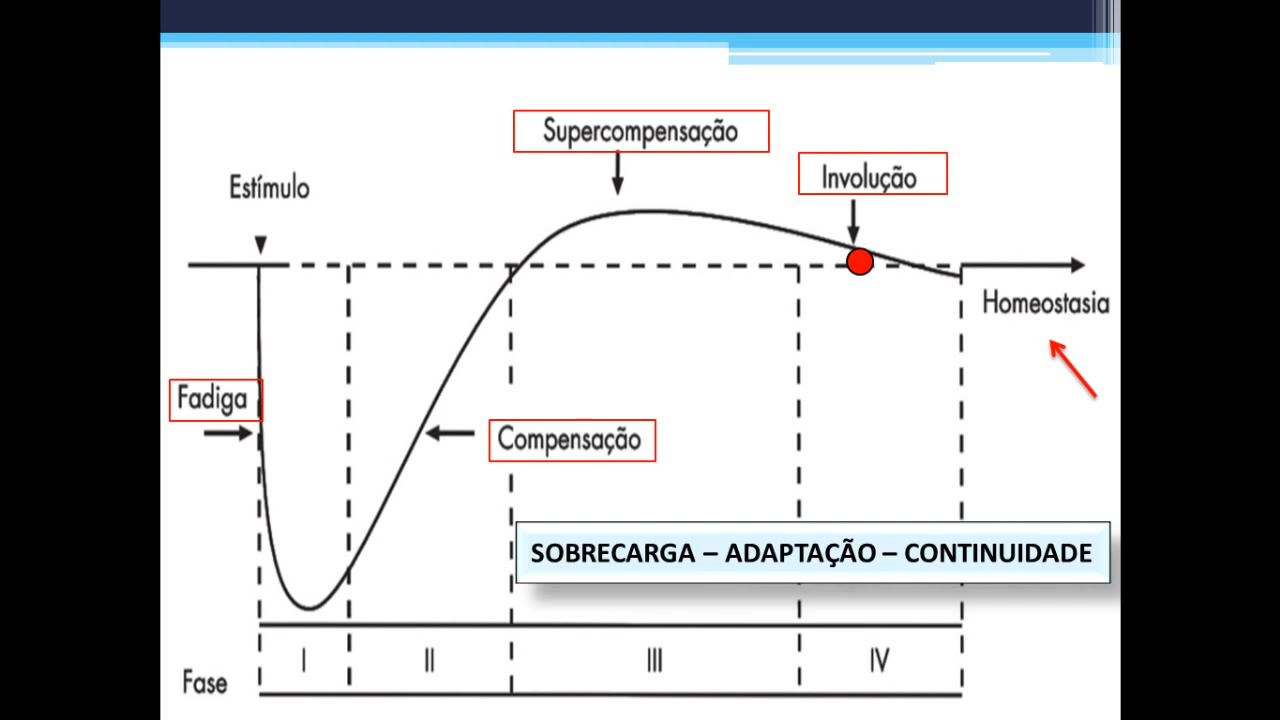 Supercompensação
Involução
Estímulo
Homeostasia
Fadiga
Compensação
SOBRECARGA – ADAPTAÇÃO – CONTINUIDADE
Fase I II III IV